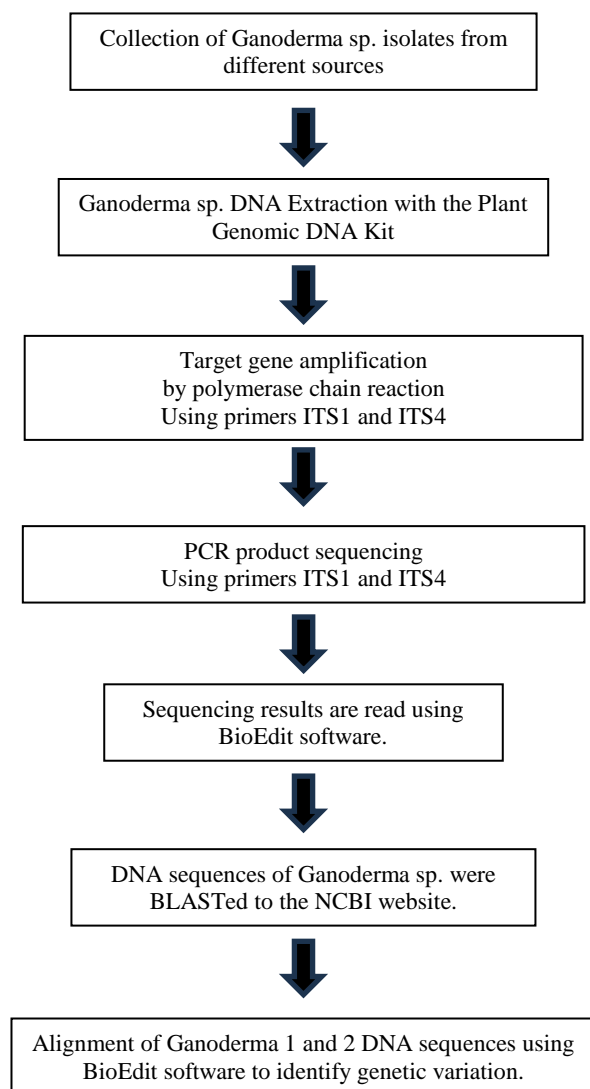 Collection of Ganoderma sp. isolates from
different sources
Ganoderma sp. DNA Extraction with the Plant
Genomic DNA Kit
Target gene amplification
by polymerase chain reaction
Using primers ITS1 and ITS4
PCR product sequencing
Using primers ITS1 and ITS4
Sequencing results are read using
BioEdit software.
DNA sequences of Ganoderma sp. were
BLASTed to the NCBI website.
Alignment of Ganoderma 1 and 2 DNA sequences using
BioEdit software to identify genetic variation.